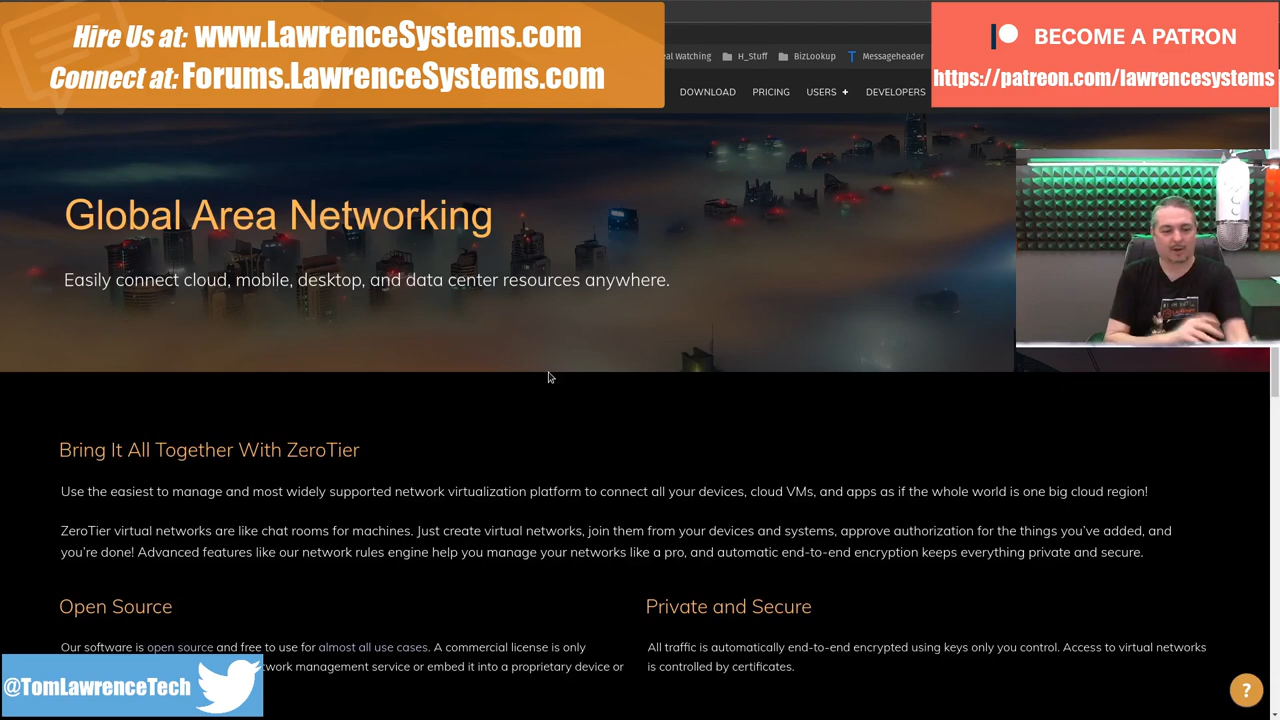 Hire Us at: www.LawrenceSystems.com
Connect at: Forums.LawrenceSystems.com
BECOME A PATRON
https://patreon.com/lawrencesystems
Watching H_Stuff BizLookup Messageheader
DOWNLOAD PRICING USERS + DEVELOPERS
Global Area Networking
Easily connect cloud, mobile, desktop, and data center resources anywhere.
Bring It All Together With ZeroTier
Use the easiest to manage and most widely supported network virtualization platform to connect all your devices, cloud VMs, and apps as if the whole world is one big cloud region!
ZeroTier virtual networks are like chat rooms for machines. Just create virtual networks, join them from your devices and systems, approve authorization for the things you've added, and
you're done! Advanced features like our network rules engine help you manage your networks like a pro, and automatic end-to-end encryption keeps everything private and secure.
Open Source
Our software is open source and free to use for almost all use cases. A commercial license is only
management service or embed it into a proprietary device or
Private and Secure
All traffic is automatically end-to-end encrypted using keys only you control. Access to virtual networks
is controlled by certificates.
@TomLawrenceTech
?